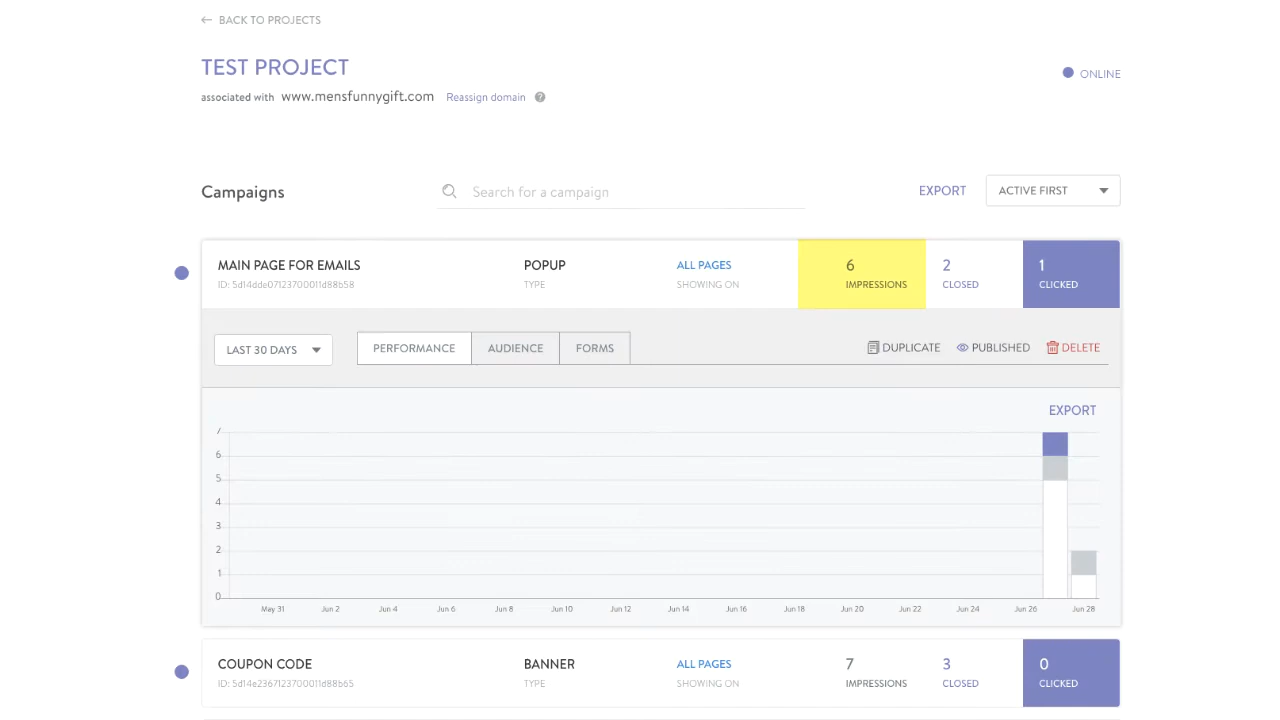 ← BACK TO PROJECTS
TEST PROJECT
ONLINE
associated with www.mensfunnygift.com Reassign domain ?
Campaigns
Search for a campaign
EXPORT
ACTIVE FIRST
MAIN PAGE FOR EMAILS POPUP ALL PAGES 6 2 1
ID: 5d14dde07123700011d88b58 TYPE SHOWING ON IMPRESSIONS CLOSED CLICKED
LAST 30 DAYS PERFORMANCE AUDIENCE FORMS DUPLICATE PUBLISHED DELETE
EXPORT
7
6
5
4
3
2
1
0
May 31 Jun 2 Jun 4 Jun 6 Jun 8 Jun 10 Jun 12 Jun 14 Jun 16 Jun 18 Jun 20 Jun 22 Jun 24 Jun 26 Jun 28
COUPON CODE BANNER ALL PAGES 7 3 0
ID: 5d14e2367123700011d88b65 TYPE SHOWING ON IMPRESSIONS CLOSED CLICKED